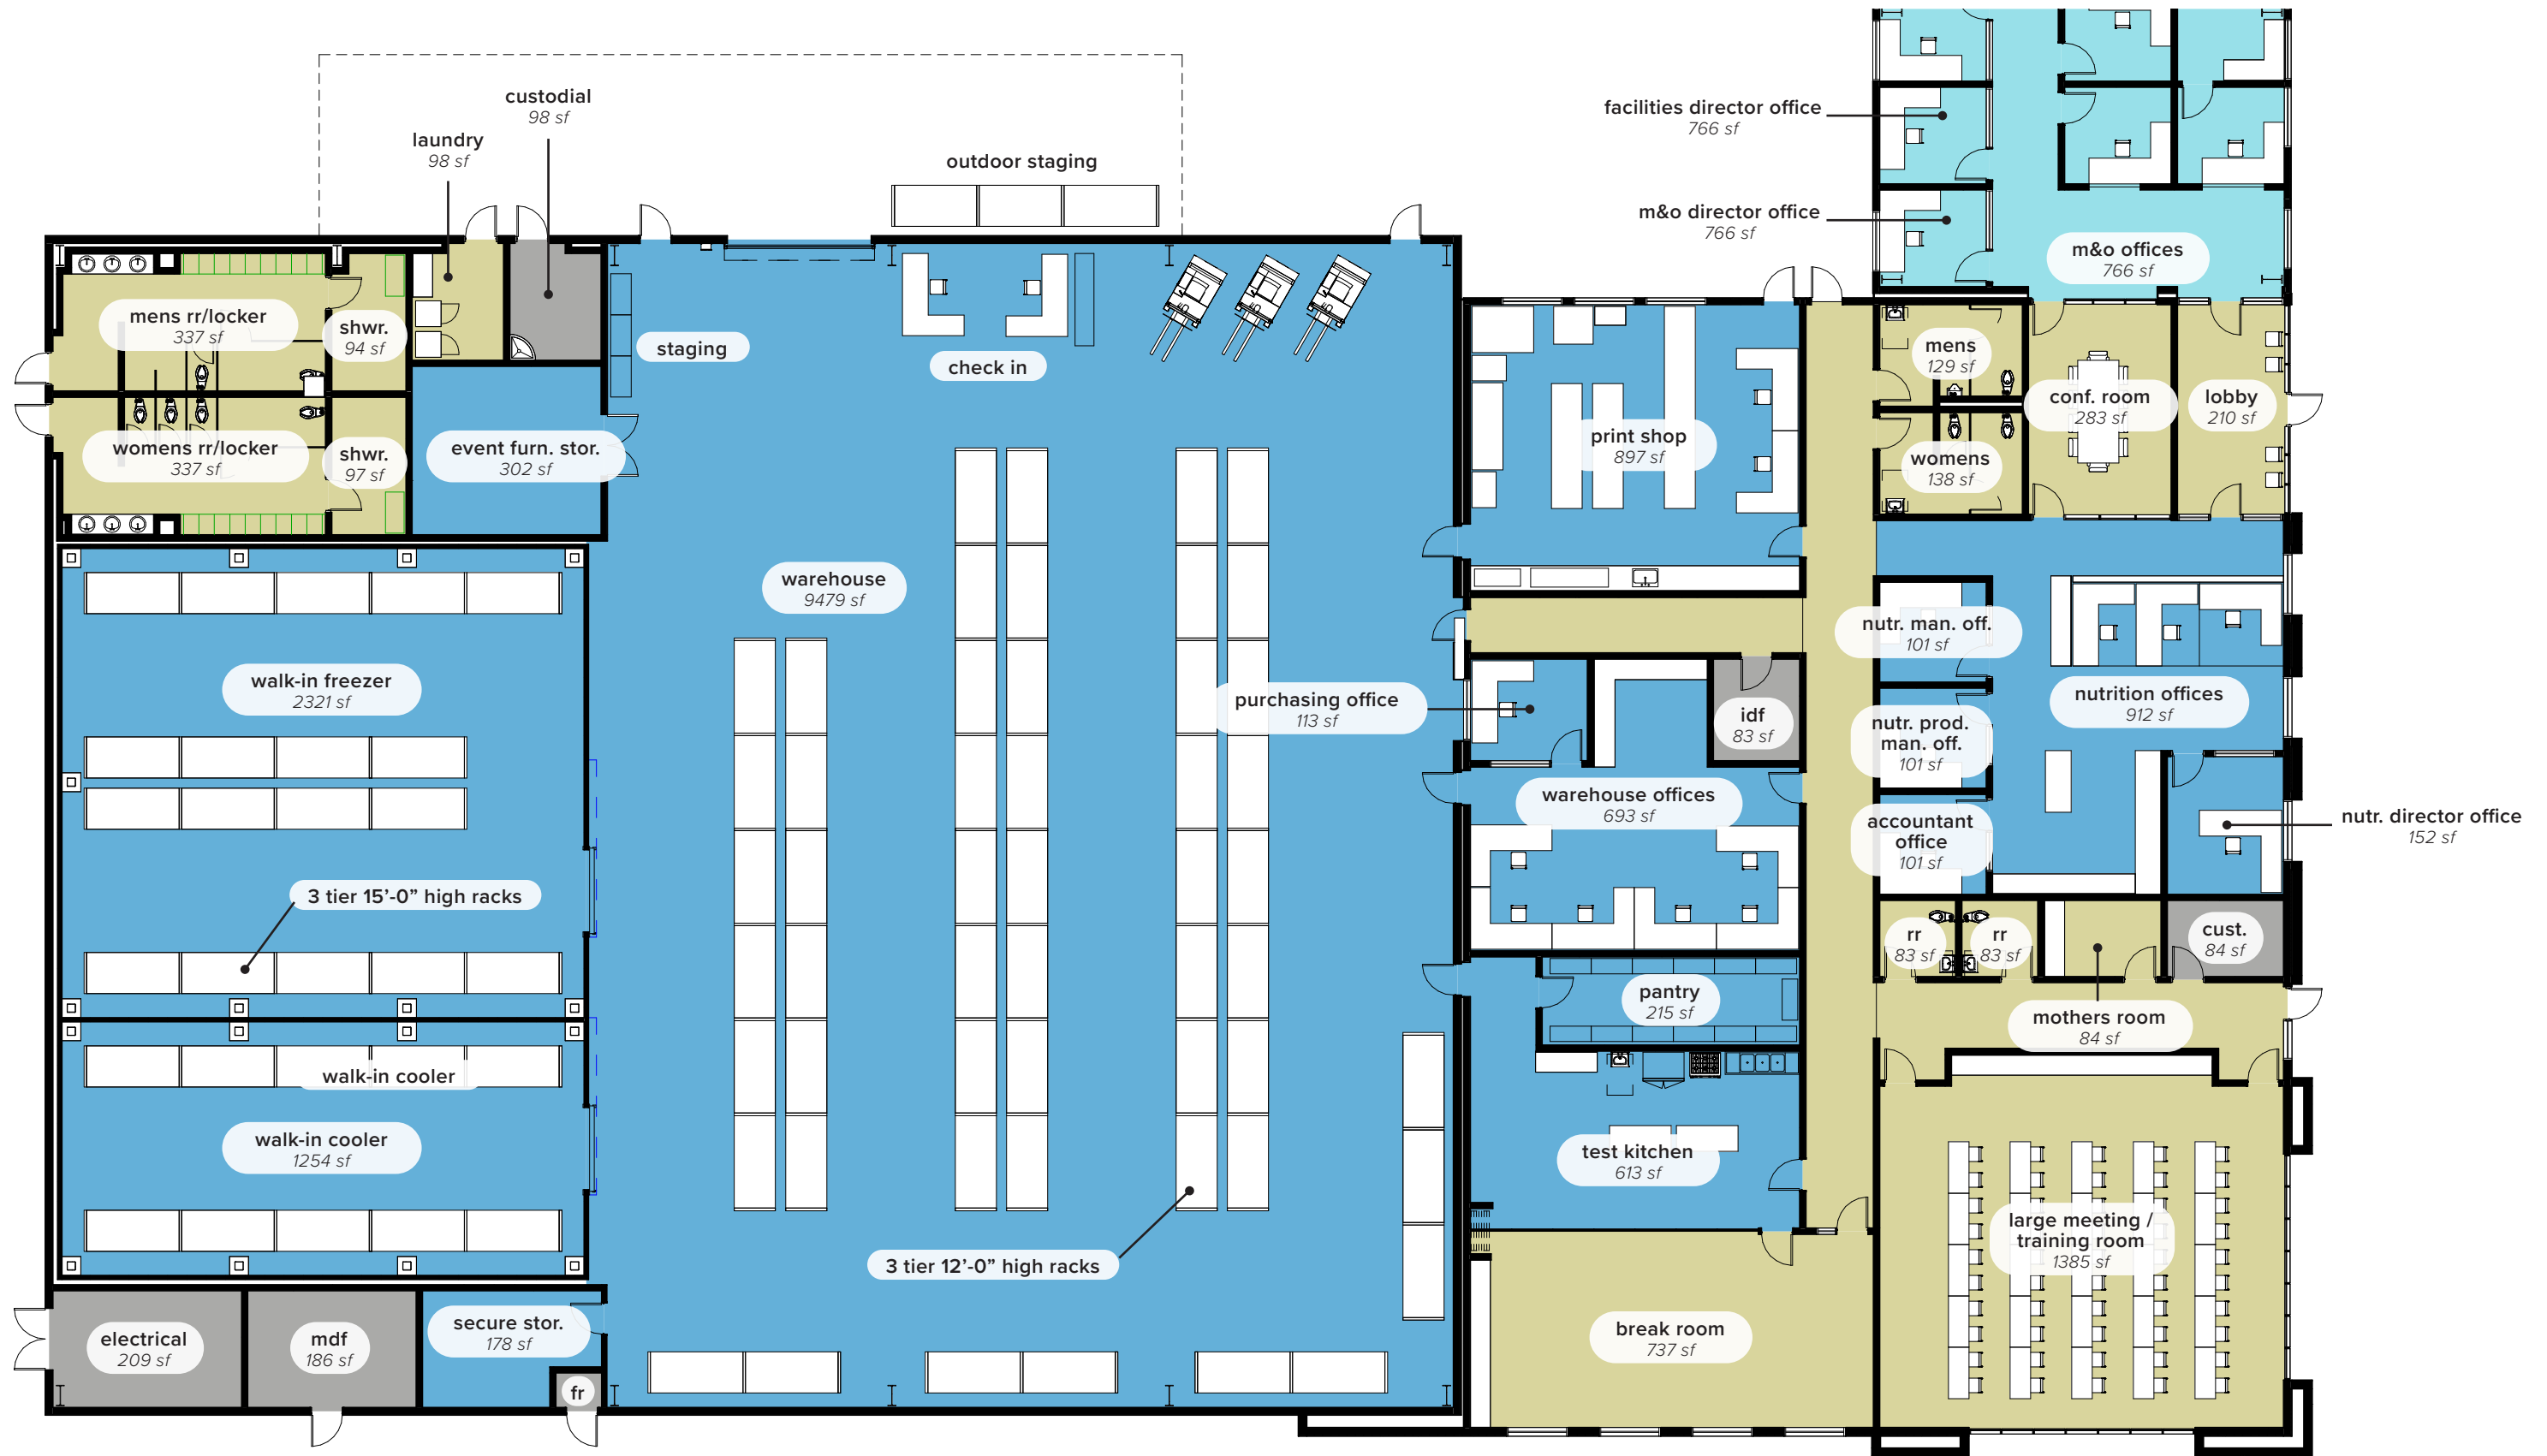 custodial
98 sf
laundry
98 sf
outdoor staging
facilities director office
766 sf
m&o director office
766 sf
m&o offices
766 sf
mens rr/locker
337 sf
shwr.
94 sf
staging
check in
mens
129 sf
conf. room
283 sf
lobby
210 sf
womens rr/locker
337 sf
shwr.
97 sf
event furn. stor.
302 sf
print shop
897 sf
womens
138 sf
warehouse
9479 sf
nutr. man. off.
101 sf
walk-in freezer
2321 sf
purchasing office
113 sf
idf
83 sf
nutr. prod.
man. off.
101 sf
nutrition offices
912 sf
warehouse offices
693 sf
accountant
office
101 sf
nutr. director office
152 sf
3 tier 15’-0” high racks
rr
83 sf
rr
83 sf
cust.
84 sf
pantry
215 sf
mothers room
84 sf
walk-in cooler
walk-in cooler
1254 sf
test kitchen
613 sf
large meeting /
training room
1385 sf
3 tier 12’-0” high racks
electrical
209 sf
mdf
186 sf
secure stor.
178 sf
fr
break room
737 sf